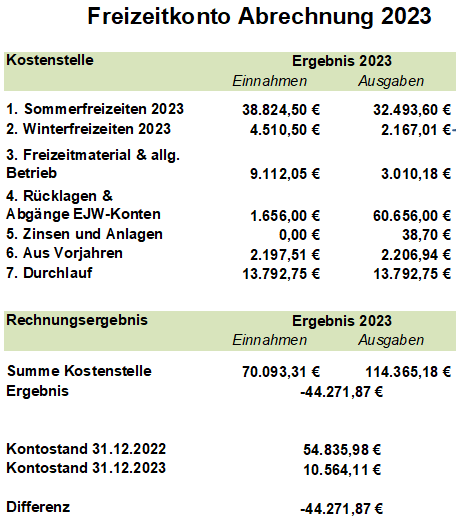 Freizeitkonto Abrechnung 2023
Kostenstelle Ergebnis 2023
Einnahmen Ausgaben
1. Sommerfreizeiten 2023 38.824,50 € 32.493,60 €
2. Winterfreizeiten 2023 4.510,50 € 2.167,01 €-
3. Freizeitmaterial & allg.
Betrieb 9.112,05 € 3.010,18 €
4. Rücklagen &
Abgänge EJW-Konten 1.656,00 € 60.656,00 €
5. Zinsen und Anlagen 0,00 € 38,70 €
6. Aus Vorjahren 2.197,51 € 2.206,94 €
7. Durchlauf 13.792,75 € 13.792,75 €
Rechnungsergebnis Ergebnis 2023
Einnahmen Ausgaben
Summe Kostenstelle 70.093,31 € 114.365,18 €
Ergebnis -44.271,87 €
Kontostand 31.12.2022 54.835,98 €
Kontostand 31.12.2023 10.564,11 €
Differenz -44.271,87 €